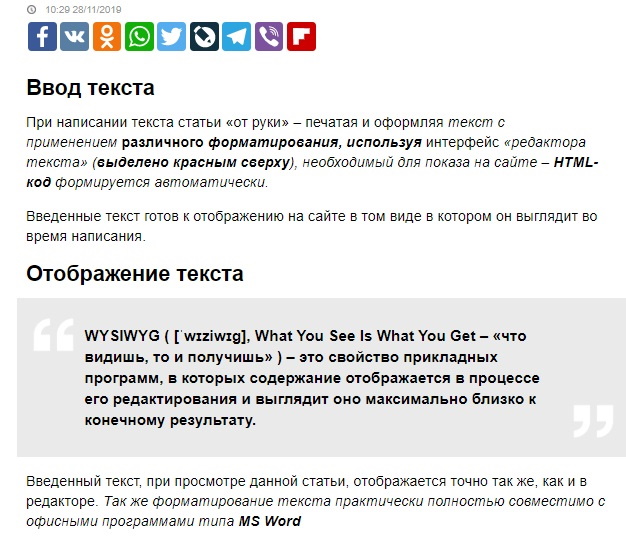 10:29 28/11/2019
Ввод текста
При написании текста статьи «от руки» – печатая и оформляя текст с
применением различного форматирования, используя интерфейс «редактора
текста» (выделено красным сверху), необходимый для показа на сайте – HTML-
код формируется автоматически.
Введенные текст готов к отображению на сайте в том виде в котором он выглядит во
время написания.
Отображение текста
WYSIWYG ( [ˈwɪziwɪg], What You See Is What You Get – «что
видишь, то и получишь» ) – это свойство прикладных
программ, в которых содержание отображается в процессе
его редактирования и выглядит оно максимально близко к
конечному результату.
Введенный текст, при просмотре данной статьи, отображается точно так же, как и в
редакторе. Так же форматирование текста практически полностью совместимо с
офисными программами типа MS Word